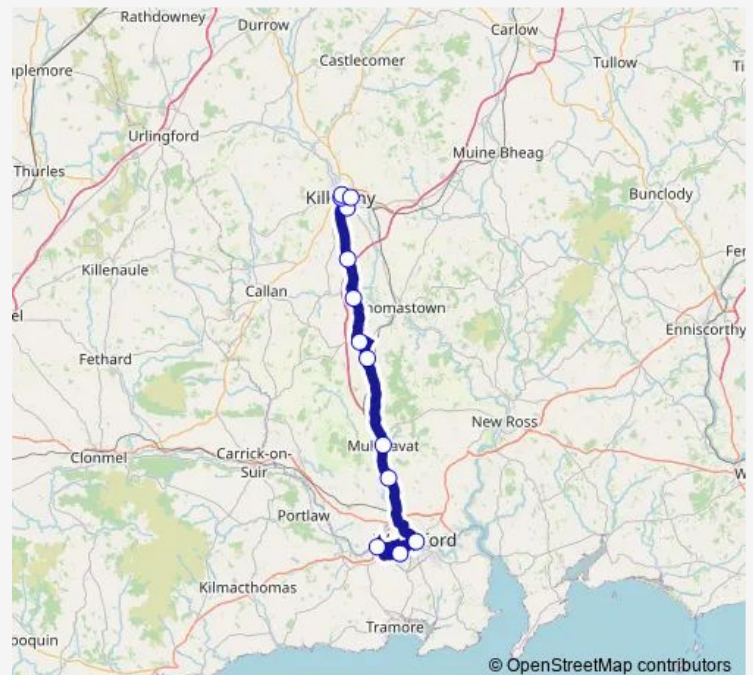 Rathdowney
Durrow
Carlow
Castlecomer
Tullow
Urlingford
Muine Bheag
Thurles
Bunclody
Killenaule
Callan
homastown
Enniscorthy
Fethard
New Ross
Clonmel
Carrick-on-
Suir
Portlaw
Kilmacthomas
Tramore
© OpenStreetMap contributors